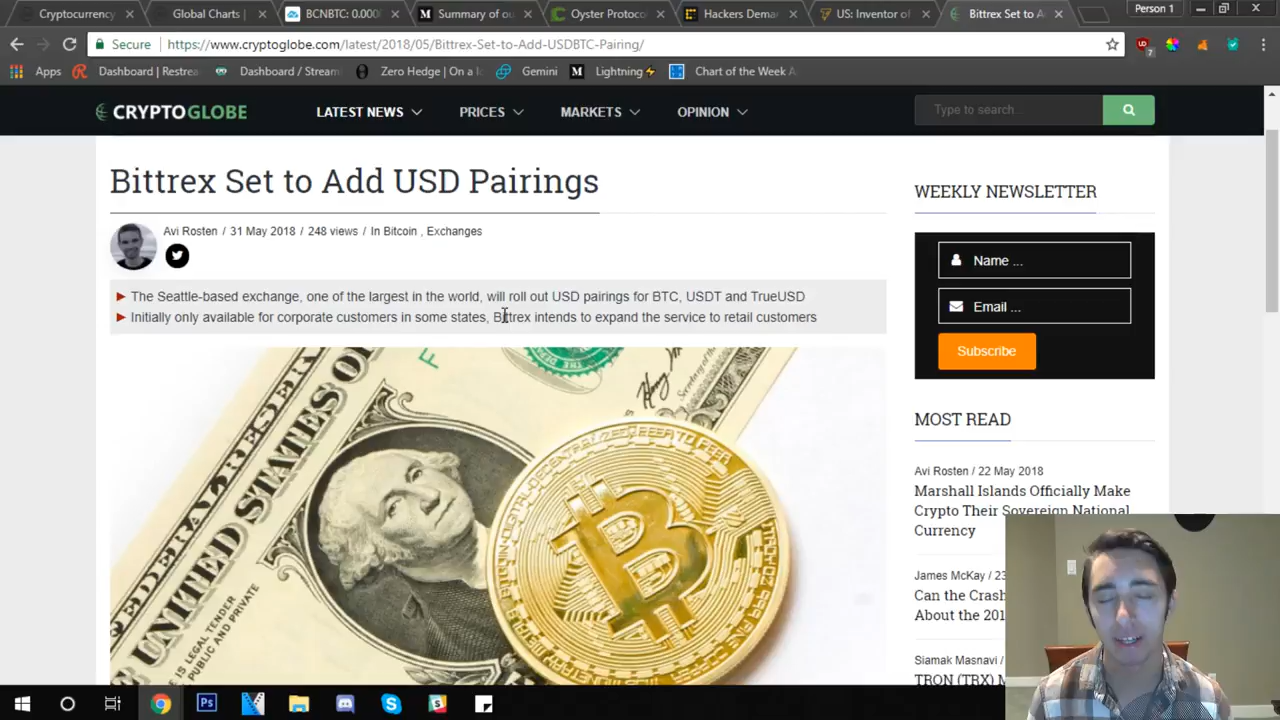 Cryptocurrency
Global Charts |
BCNBTC: 0.000
Summary of ou
Oyster Protoco
Hackers Dema
US: Inventor of
Bittrex Set to A
Person 1
Secure
https://www.cryptoglobe.com/latest/2018/05/Bittrex-Set-to-Add-USDBTC-Pairing/
Apps
Dashboard | Restrea
Dashboard / Stream
Zero Hedge | On a l
Gemini
Lightning⚡
Chart of the Week A
CRYPTOGLOBE
LATEST NEWS
PRICES
MARKETS
OPINION
Type to search...
Bittrex Set to Add USD Pairings
Avi Rosten / 31 May 2018 / 248 views / In Bitcoin , Exchanges
The Seattle-based exchange, one of the largest in the world, will roll out USD pairings for BTC, USDT and TrueUSD
Initially only available for corporate customers in some states, Bittrex intends to expand the service to retail customers
WEEKLY NEWSLETTER
Name ...
Email ...
Subscribe
MOST READ
Avi Rosten / 22 May 2018
Marshall Islands Officially Make
Crypto Their Sovereign National
Currency
James McKay / 23
Can the Crash
About the 201
Siamak Masnavi /
TRON (TRX) M